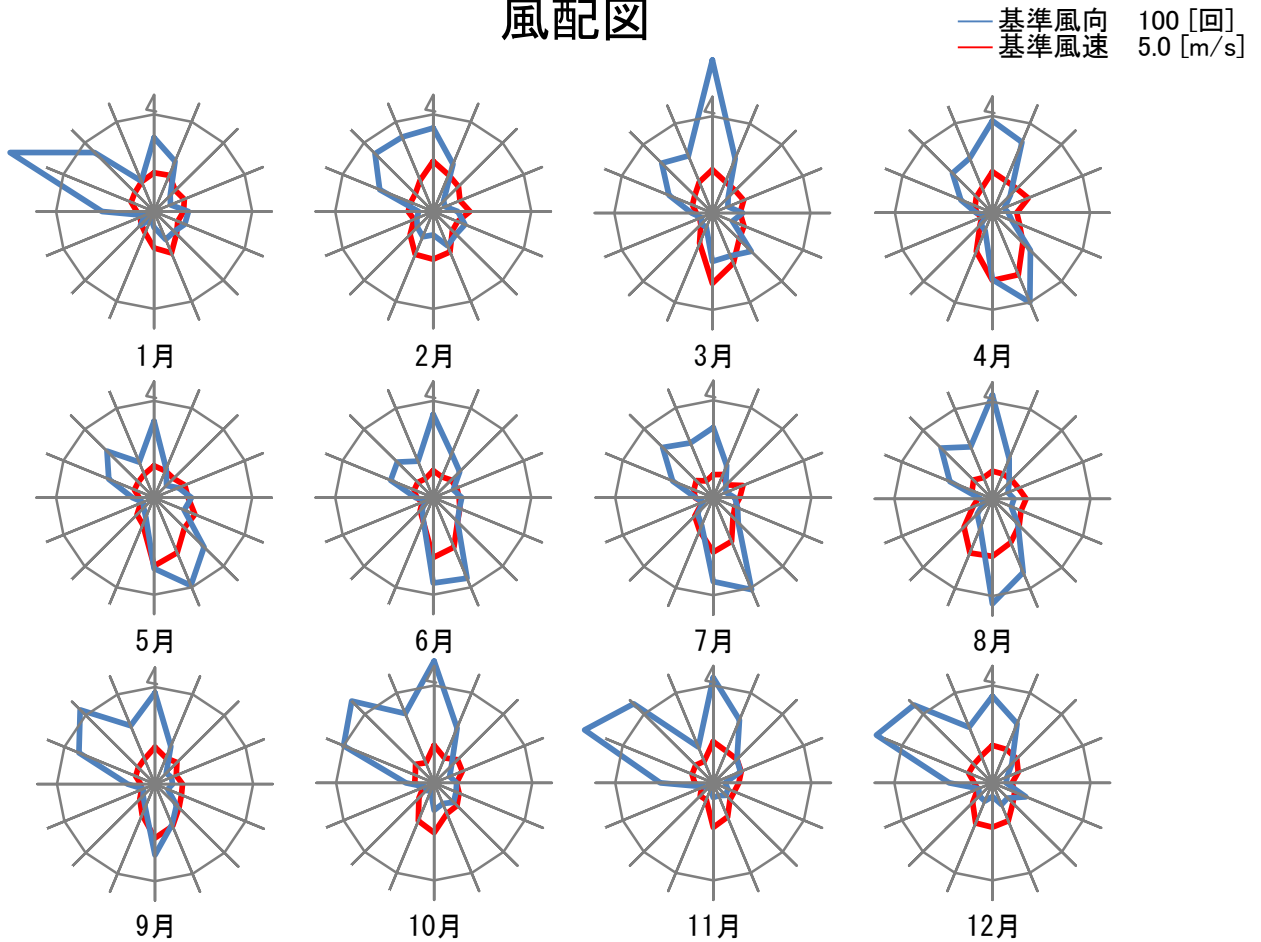 風配図
基準風向 100 [回]
基準風速 5.0 [m/s]
1月
2月
3月
4月
5月
6月
7月
8月
9月
10月
11月
12月